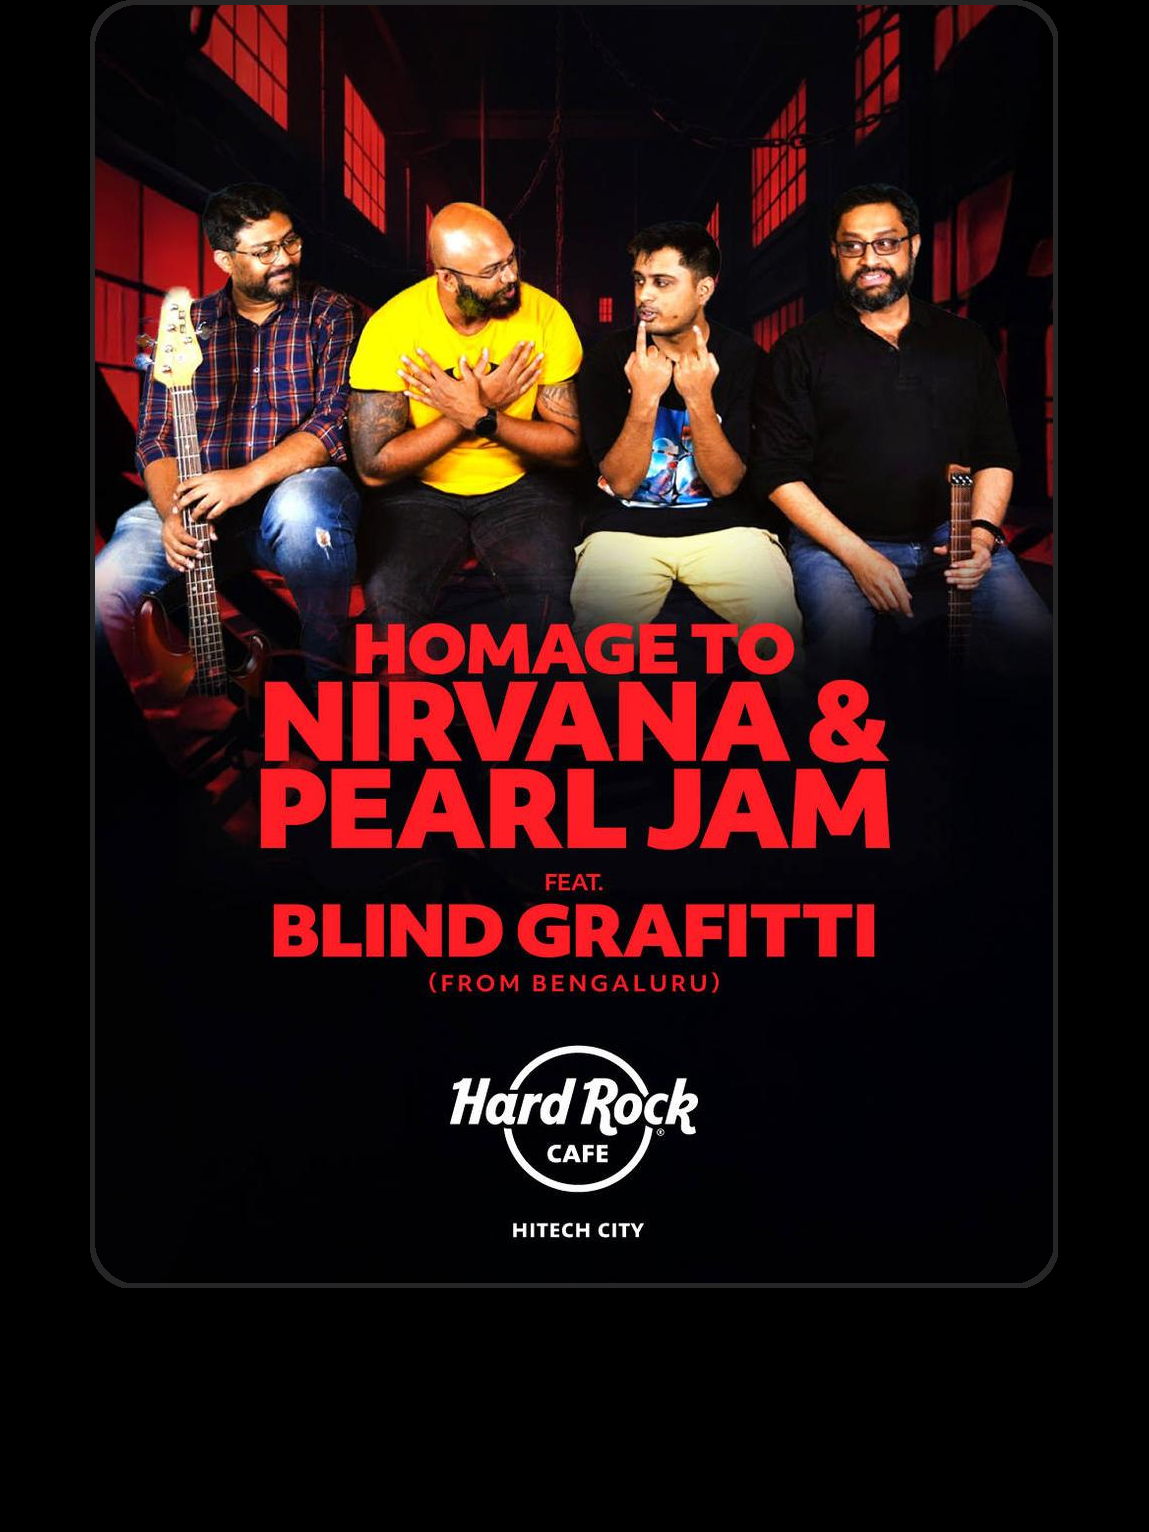 HOMAGE TO
NIRVANA &
PEARL JAM
FEAT.
BLIND GRAFITTI
(FROM BENGALURU)
Hard Rock
®
CAFE
HITECH CITY